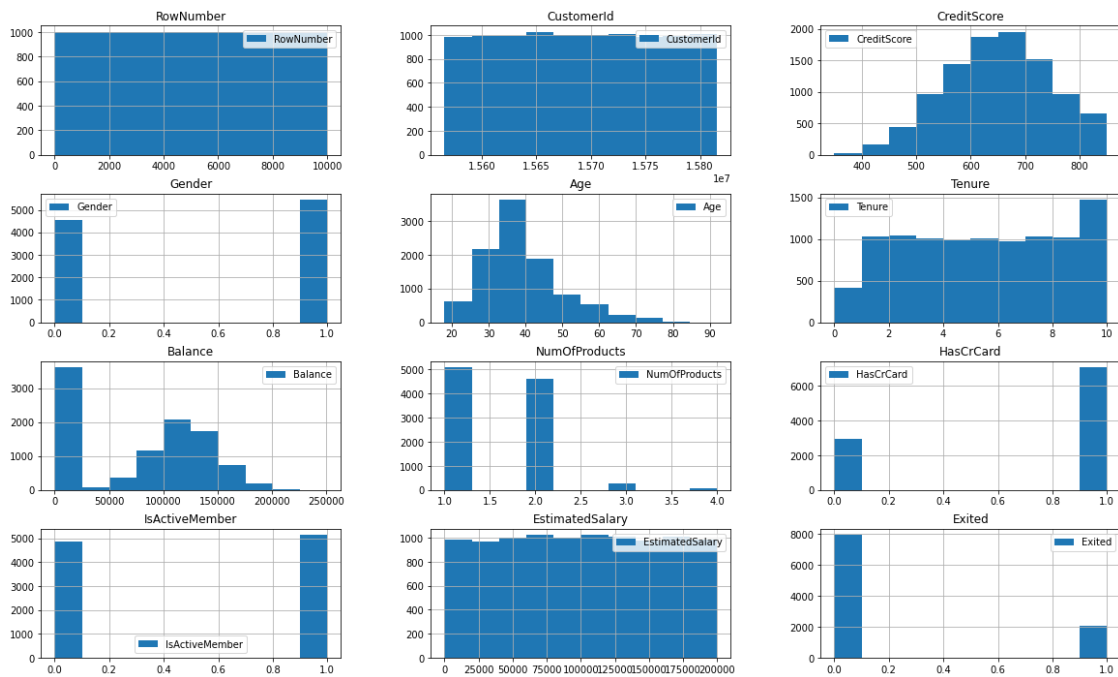 RowNumber
1000
800
600
400
200
0
0 2000 4000 6000 8000 10000
RowNumber
CustomerId
1000
800
600
400
200
0
1.560 1.565 1.570 1.575 1.580
1e7
CustomerId
CreditScore
2000
1500
1000
500
0
400 500 600 700 800
CreditScore
Gender
5000
4000
3000
2000
1000
0
0.0 0.2 0.4 0.6 0.8 1.0
Gender
Age
3000
2000
1000
0
20 30 40 50 60 70 80 90
Age
Tenure
1500
1000
500
0
0 2 4 6 8 10
Tenure
Balance
3000
2000
1000
0
0 50000 100000 150000 200000 250000
Balance
NumOfProducts
5000
4000
3000
2000
1000
0
1.0 1.5 2.0 2.5 3.0 3.5 4.0
NumOfProducts
HasCrCard
6000
4000
2000
0
0.0 0.2 0.4 0.6 0.8 1.0
HasCrCard
IsActiveMember
5000
4000
3000
2000
1000
0
0.0 0.2 0.4 0.6 0.8 1.0
IsActiveMember
EstimatedSalary
1000
800
600
400
200
0
0 25000 50000 75000 100000 125000 150000 175000 200000
EstimatedSalary
Exited
8000
6000
4000
2000
0
0.0 0.2 0.4 0.6 0.8 1.0
Exited